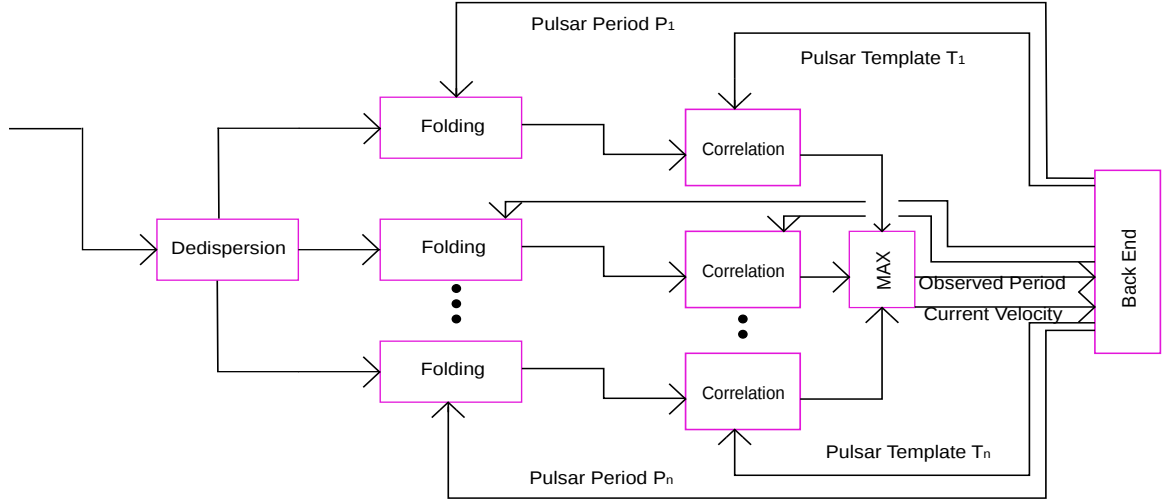 Pulsar Period P1
Pulsar Template T1
Folding
Correlation
Dedispersion
Folding
Correlation
MAX
Observed Period
Current Velocity
Back End
Folding
Correlation
Pulsar Template Tn
Pulsar Period Pn